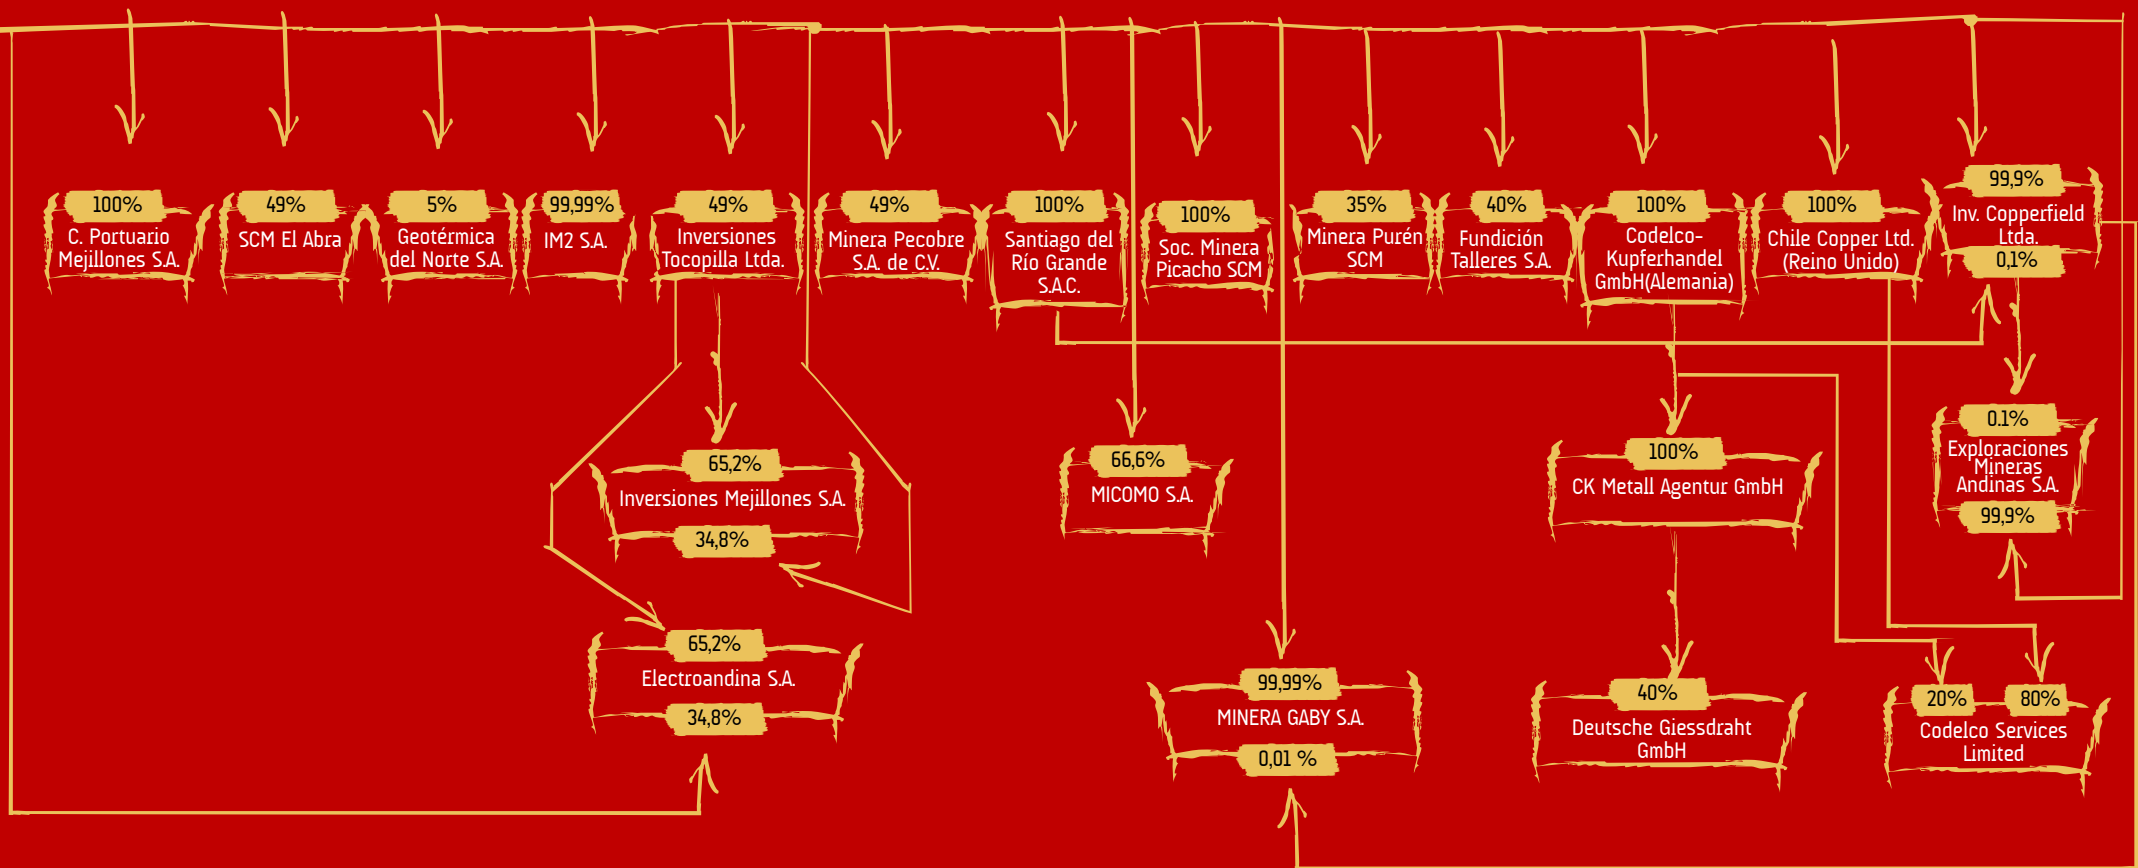 100%
C. Portuario
Mejillones S.A.
49%
SCM El Abra
5%
Geotérmica
del Norte S.A.
99,99%
IM2 S.A.
49%
Inversiones
Tocopilla Ltda.
49%
Minera Pecobre
S.A. de C.V.
100%
Santiago del
Río Grande
S.A.C.
100%
Soc. Minera
Picacho SCM
35%
Minera Purén
SCM
40%
Fundición
Talleres S.A.
100%
Codelco-
Kupferhandel
GmbH(Alemania)
100%
Chile Copper Ltd.
(Reino Unido)
99,9%
Inv. Copperfield
Ltda.
0,1%
65,2%
Inversiones Mejillones S.A.
34,8%
66,6%
MICOMO S.A.
100%
CK Metall Agentur GmbH
0.1%
Exploraciones
Mineras
Andinas S.A.
99,9%
65,2%
Electroandina S.A.
34,8%
99,99%
MINERA GABY S.A.
0,01 %
40%
Deutsche Giessdraht
GmbH
20% 80%
Codelco Services
Limited